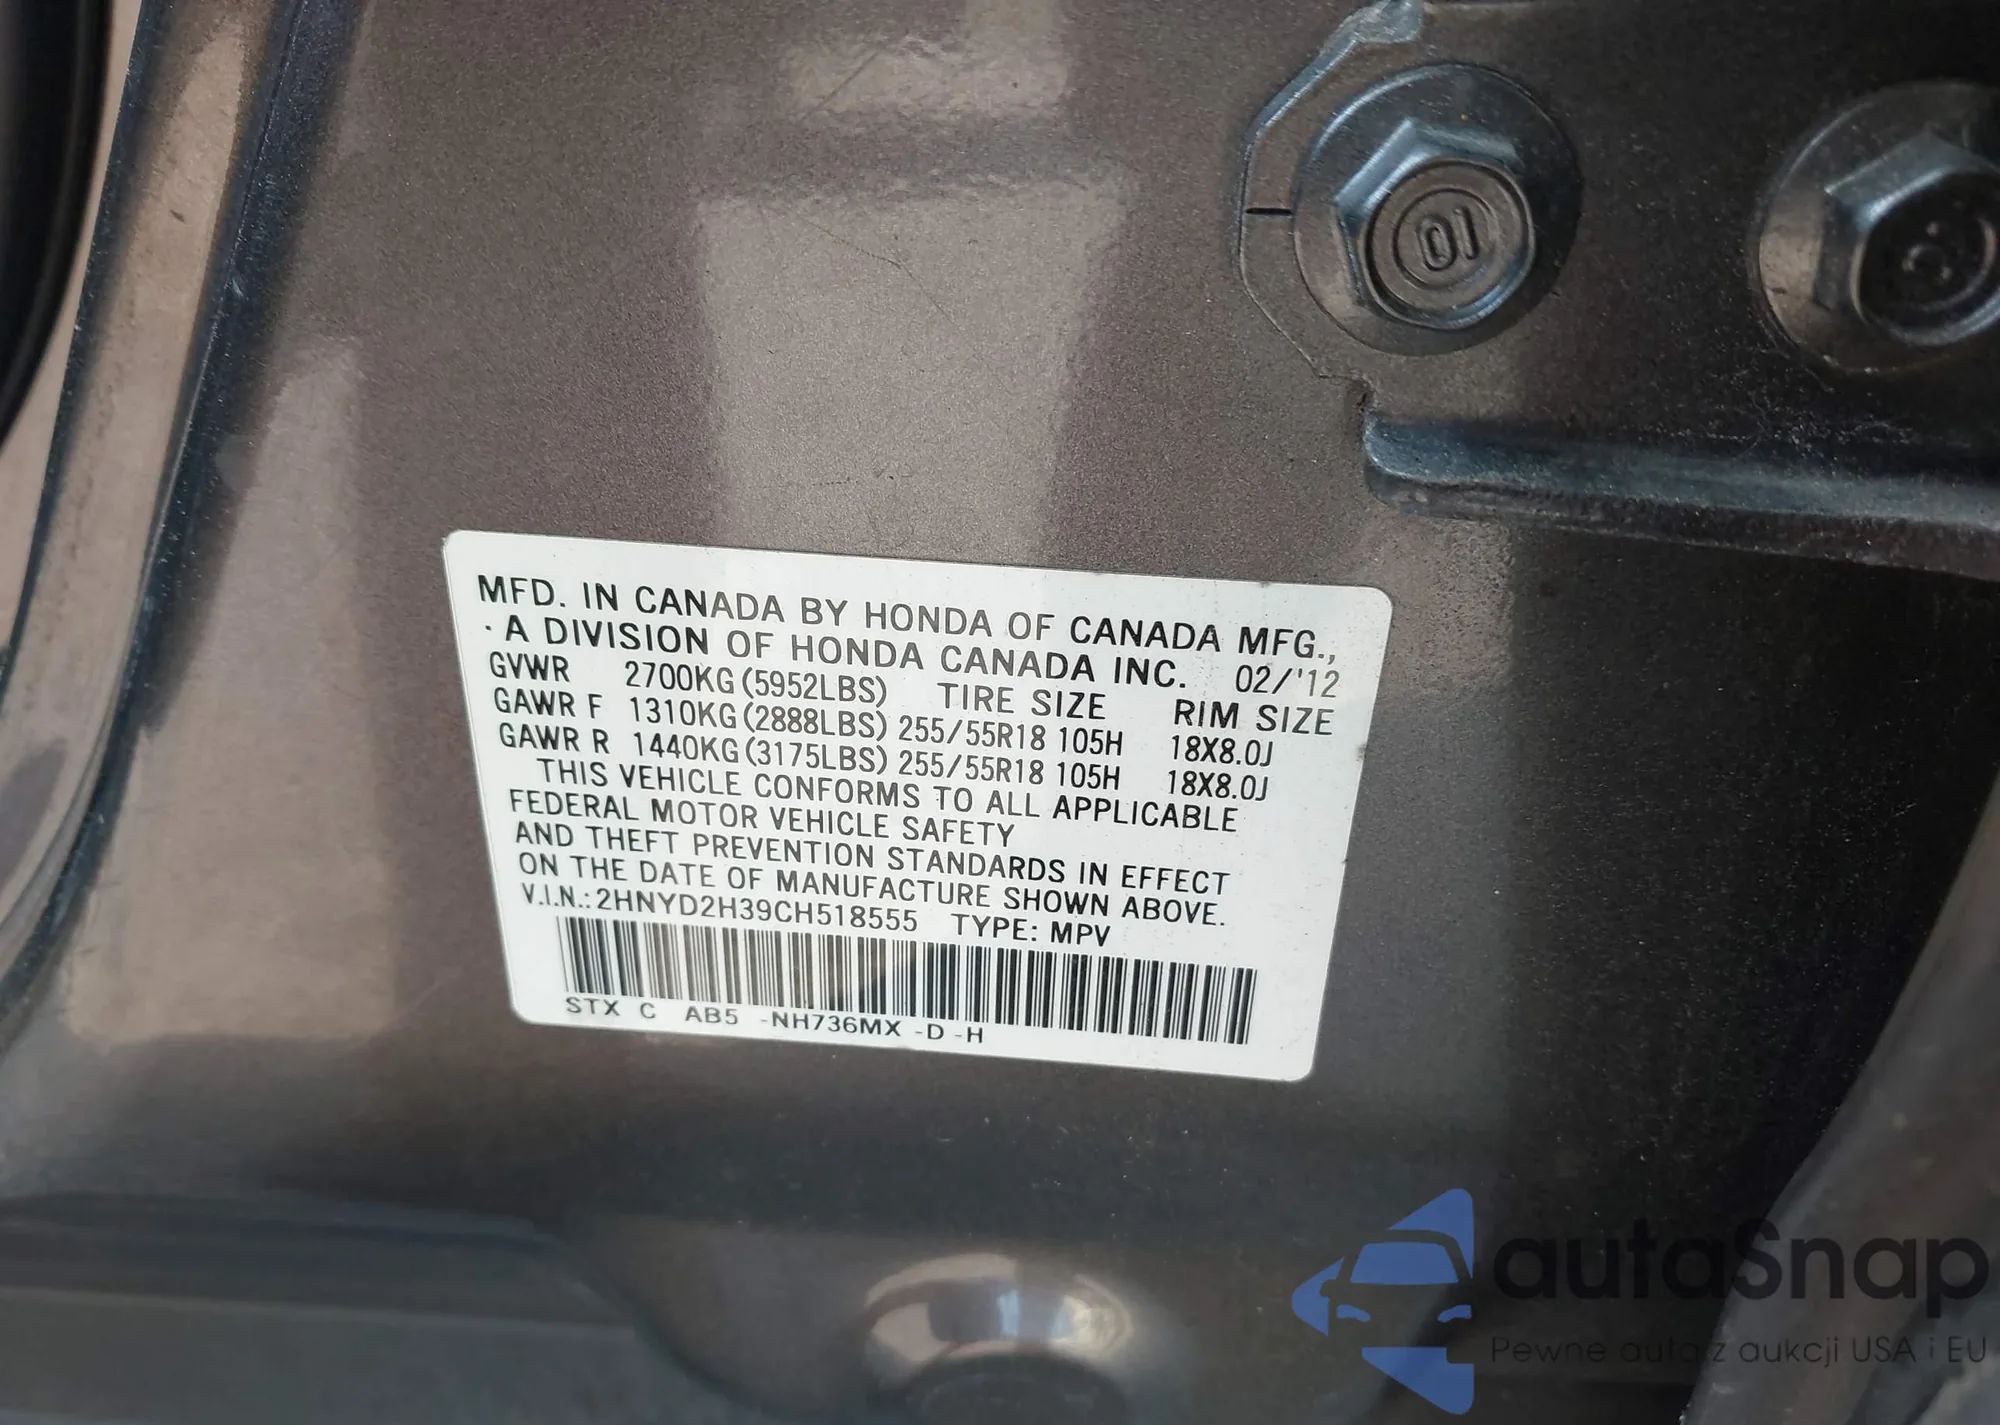 10
MFD. IN CANADA BY HONDA OF CANADA MFG.,
A DIVISION OF HONDA CANADA INC. 02/'12
GVWR 2700KG (5952LBS) TIRE SIZE RIM SIZE
GAWR F 1310KG (2888LBS) 255/55R18 105H 18X8.0J
GAWR R 1440KG (3175LBS) 255/55R18 105H 18X8.0J
THIS VEHICLE CONFORMS TO ALL APPLICABLE
FEDERAL MOTOR VEHICLE SAFETY
AND THEFT PREVENTION STANDARDS IN EFFECT
ON THE DATE OF MANUFACTURE SHOWN ABOVE.
V.I.N.: 2HNYD2H39CH518555 TYPE: MPV
STX C AB5 -NH736MX -D -H
autaSnap
Pewne auta z aukcji USA i EU